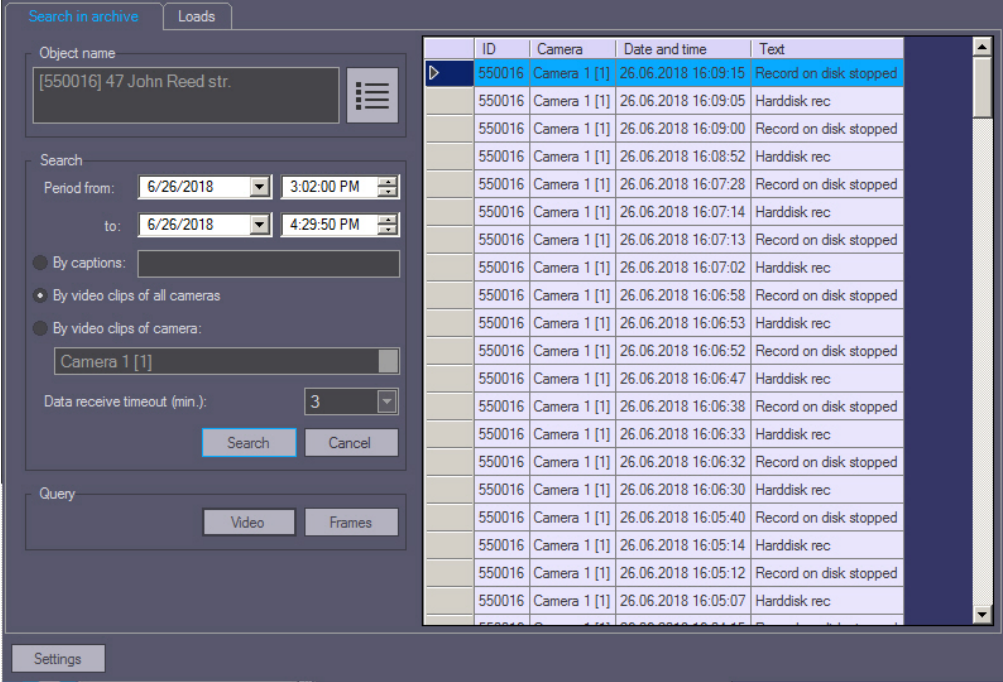 Search in archive
Loads
Object name
[550016] 47 John Reed str.
Search
Period from:
6/26/2018
3:02:00 PM
to:
6/26/2018
4:29:50 PM
By captions:
By video clips of all cameras
By video clips of camera:
Camera 1 [1]
Data receive timeout (min.):
3
Search
Cancel
Query
Video
Frames
ID Camera Date and time Text
550016 Camera 1 [1] 26.06.2018 16:09:15 Record on disk stopped
550016 Camera 1 [1] 26.06.2018 16:09:05 Harddisk rec
550016 Camera 1 [1] 26.06.2018 16:09:00 Record on disk stopped
550016 Camera 1 [1] 26.06.2018 16:08:52 Harddisk rec
550016 Camera 1 [1] 26.06.2018 16:07:28 Record on disk stopped
550016 Camera 1 [1] 26.06.2018 16:07:14 Harddisk rec
550016 Camera 1 [1] 26.06.2018 16:07:13 Record on disk stopped
550016 Camera 1 [1] 26.06.2018 16:07:02 Harddisk rec
550016 Camera 1 [1] 26.06.2018 16:06:58 Record on disk stopped
550016 Camera 1 [1] 26.06.2018 16:06:53 Harddisk rec
550016 Camera 1 [1] 26.06.2018 16:06:52 Record on disk stopped
550016 Camera 1 [1] 26.06.2018 16:06:47 Harddisk rec
550016 Camera 1 [1] 26.06.2018 16:06:38 Record on disk stopped
550016 Camera 1 [1] 26.06.2018 16:06:33 Harddisk rec
550016 Camera 1 [1] 26.06.2018 16:06:32 Record on disk stopped
550016 Camera 1 [1] 26.06.2018 16:06:30 Harddisk rec
550016 Camera 1 [1] 26.06.2018 16:05:40 Record on disk stopped
550016 Camera 1 [1] 26.06.2018 16:05:14 Harddisk rec
550016 Camera 1 [1] 26.06.2018 16:05:12 Record on disk stopped
550016 Camera 1 [1] 26.06.2018 16:05:07 Harddisk rec
Settings